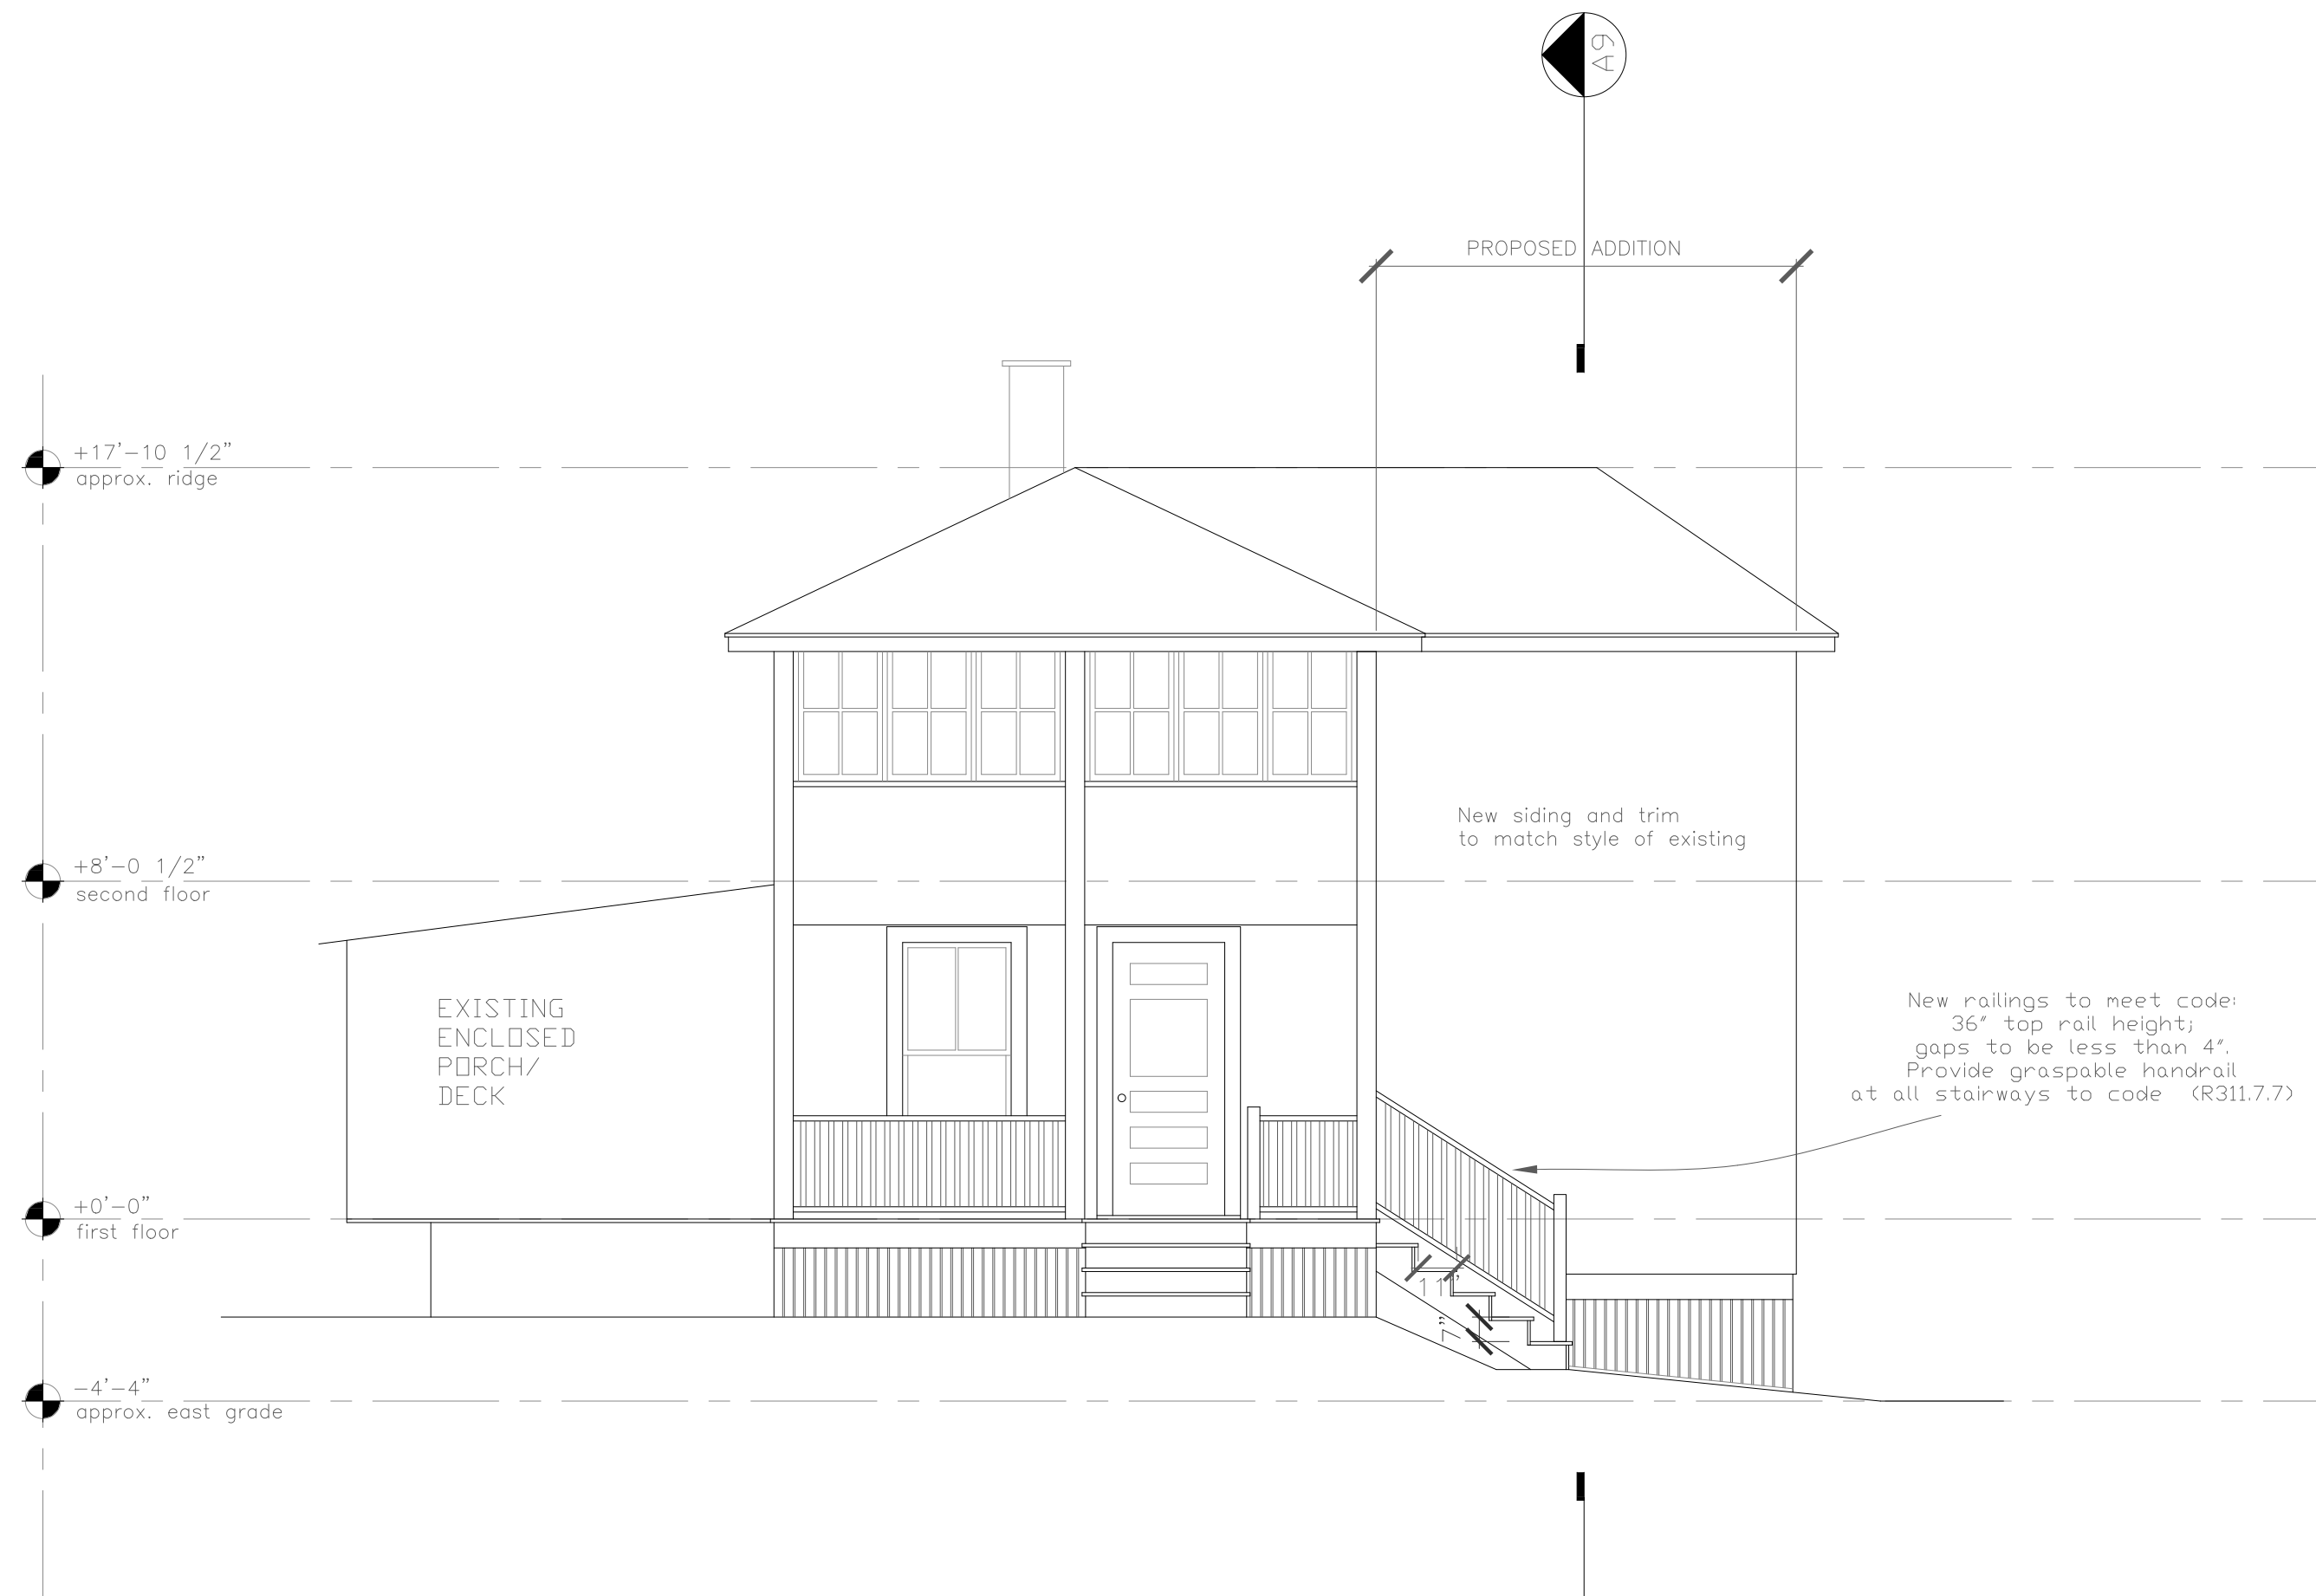 A9
PROPOSED ADDITION
+17'-10 1/2"
approx. ridge
New siding and trim
to match style of existing
+8'-0 1/2"
second floor
EXISTING
ENCLOSED
PORCH/
DECK
New railings to meet code:
36" top rail height;
gaps to be less than 4".
Provide graspable handrail
at all stairways to code (R311.7.7)
+0'-0"
first floor
11"
7"
-4'-4"
approx. east grade